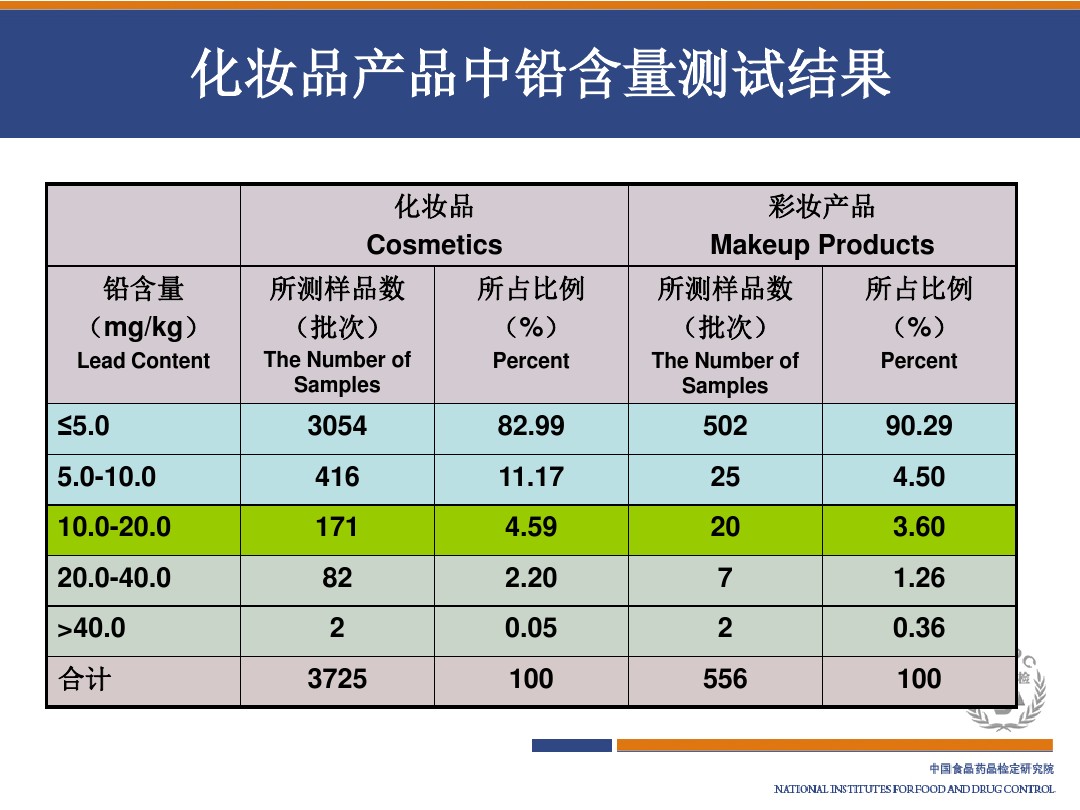 化妆品产品中铅含量测试结果
化妆品
Cosmetics
彩妆产品
Makeup Products
铅含量
（mg/kg）
Lead Content
所测样品数
（批次）
The Number of
Samples
所占比例
（%）
Percent
所测样品数
（批次）
The Number of
Samples
所占比例
（%）
Percent
≤5.0 3054 82.99 502 90.29
5.0-10.0 416 11.17 25 4.50
10.0-20.0 171 4.59 20 3.60
20.0-40.0 82 2.20 7 1.26
>40.0 2 0.05 2 0.36
合计 3725 100 556 100
中国食品药品检定研究院
NATIONAL INSTITUTES FOR FOOD AND DRUG CONTROL